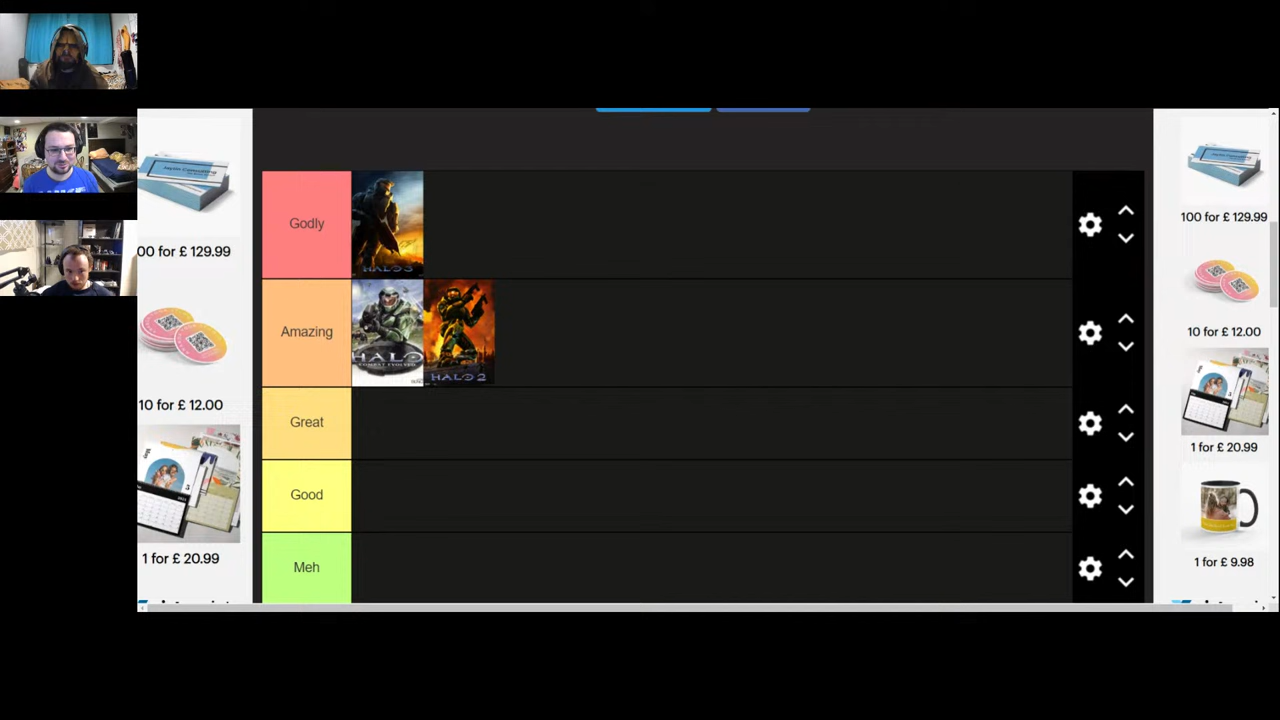 00 for £ 129.99
10 for £ 12.00
1 for £ 20.99
Godly
HALO 3
Amazing
HALO
COMBAT EVOLVED
HALO 2
Great
Good
Meh
100 for £ 129.99
10 for £ 12.00
1 for £ 20.99
1 for £ 9.98